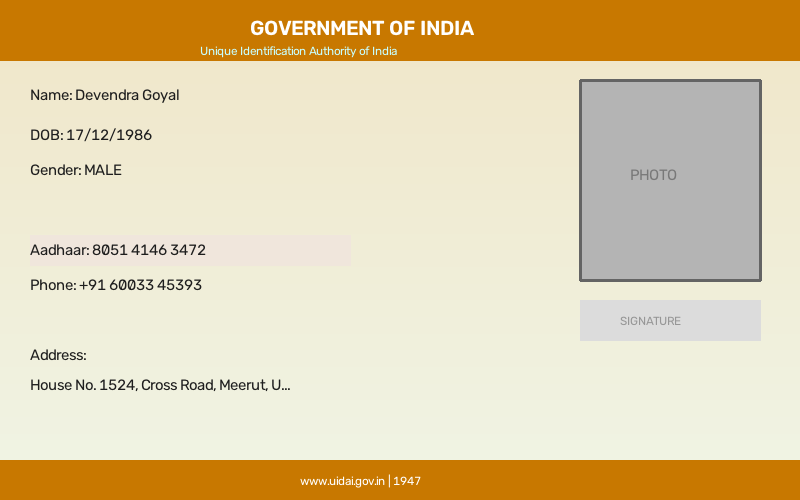 GOVERNMENT OF INDIA
Unique Identification Authority of India
Name: Devendra Goyal
DOB: 17/12/1986
Gender: MALE
PHOTO
Aadhaar: 8051 4146 3472
Phone: +91 60033 45393
SIGNATURE
Address:
House No. 1524, Cross Road, Meerut, U...
www.uidai.gov.in | 1947